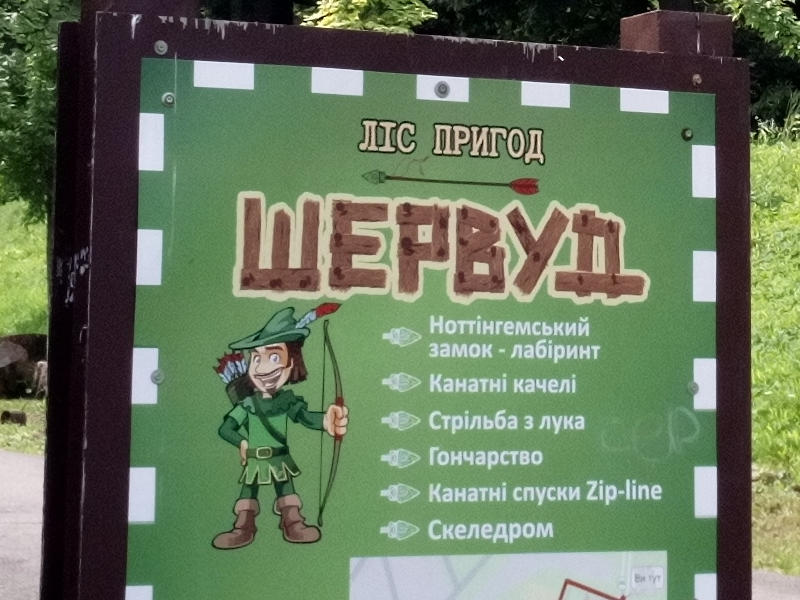 ЛІС ПРИГОД
ШЕРВУД
Ноттінгемський
замок - лабіринт
Канатні качелі
Стрільба з лука
Гончарство
Канатні спуски Zip-line
Скеледром
Ви тут